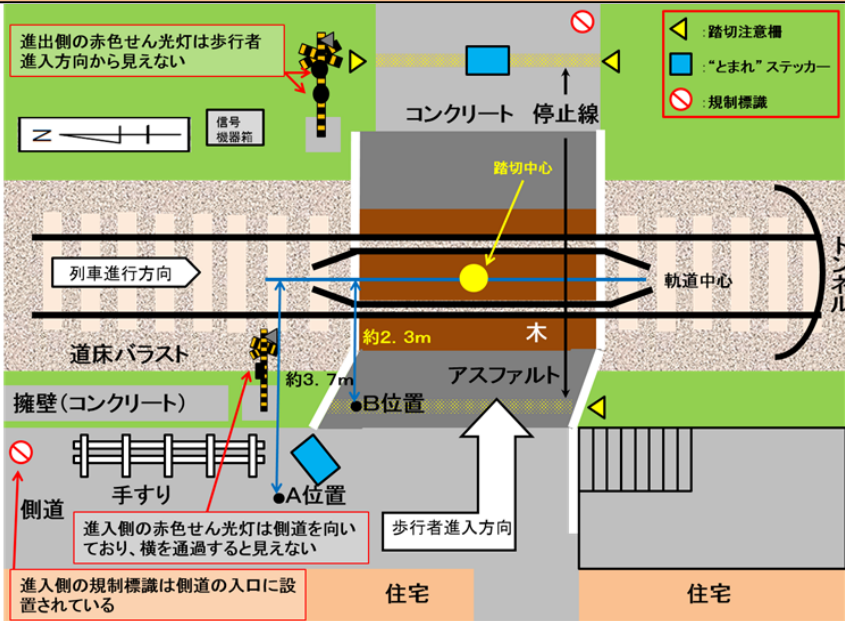 進出側の赤色せん光灯は歩行者
進入方向から見えない
:踏切注意柵
:“とまれ”ステッカー
:規制標識
コンクリート
停止線
N
信号
機器箱
踏切中心
列車進行方向
軌道中心
トンネル
道床バラスト
約2.3m
木
約3.7m
アスファルト
擁壁(コンクリート)
B位置
手すり
A位置
側道
進入側の赤色せん光灯は側道を向い
ており、横を通過すると見えない
歩行者進入方向
進入側の規制標識は側道の入口に設
置されている
住宅
住宅